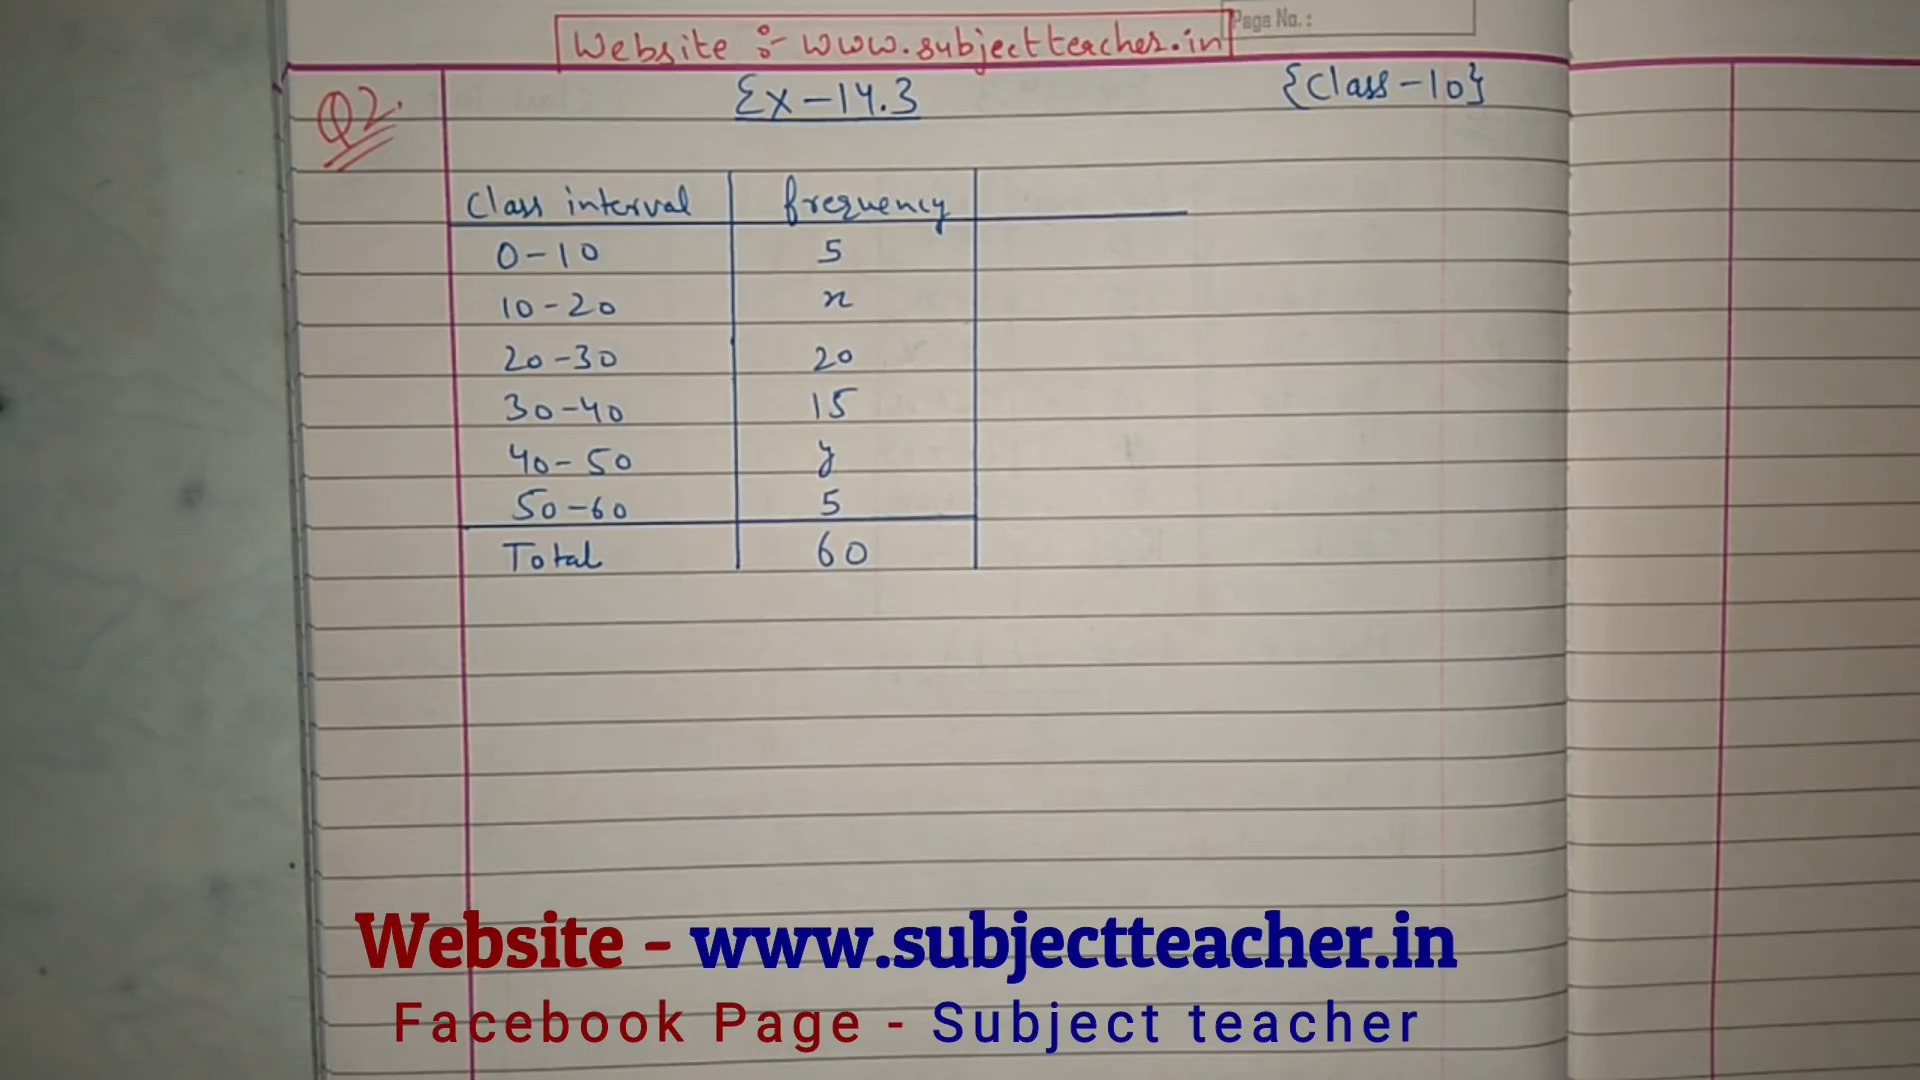 Page No.:
Website :- www.subjectteacher.in
Q2.
Ex-14.3
{Class-10}
Class interval frequency
0-10 5
10-20 x
20-30 20
30-40 15
40-50 y
50-60 5
Total 60
Website - www.subjectteacher.in
Facebook Page - Subject teacher